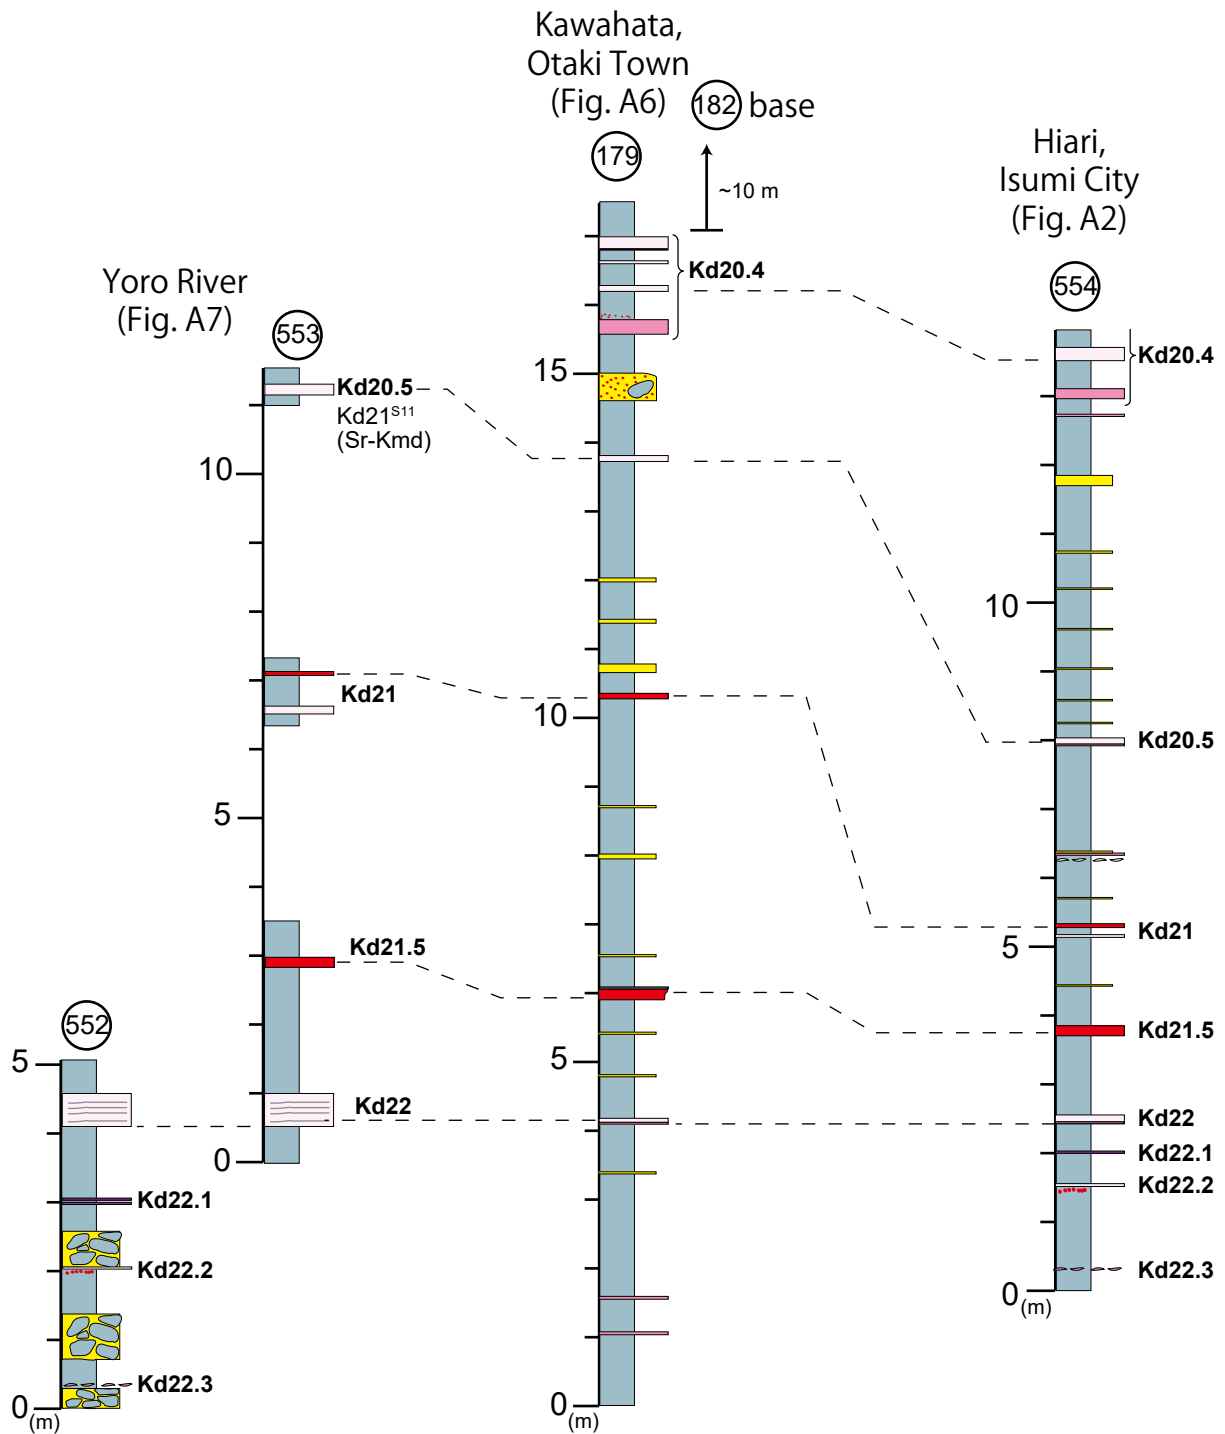 Kawahata,
Otaki Town
(Fig. A6)
182 base
179
~10 m
Hiari,
Isumi City
(Fig. A2)
554
Yoro River
(Fig. A7)
553
552
Kd20.5
Kd21S11
(Sr-Kmd)
10
Kd21
5
Kd21.5
Kd22
0
5
Kd22.1
Kd22.2
Kd22.3
0
(m)
Kd20.4
15
10
5
0
(m)
Kd20.4
10
Kd20.5
5
Kd21
Kd21.5
Kd22
Kd22.1
Kd22.2
Kd22.3
0
(m)